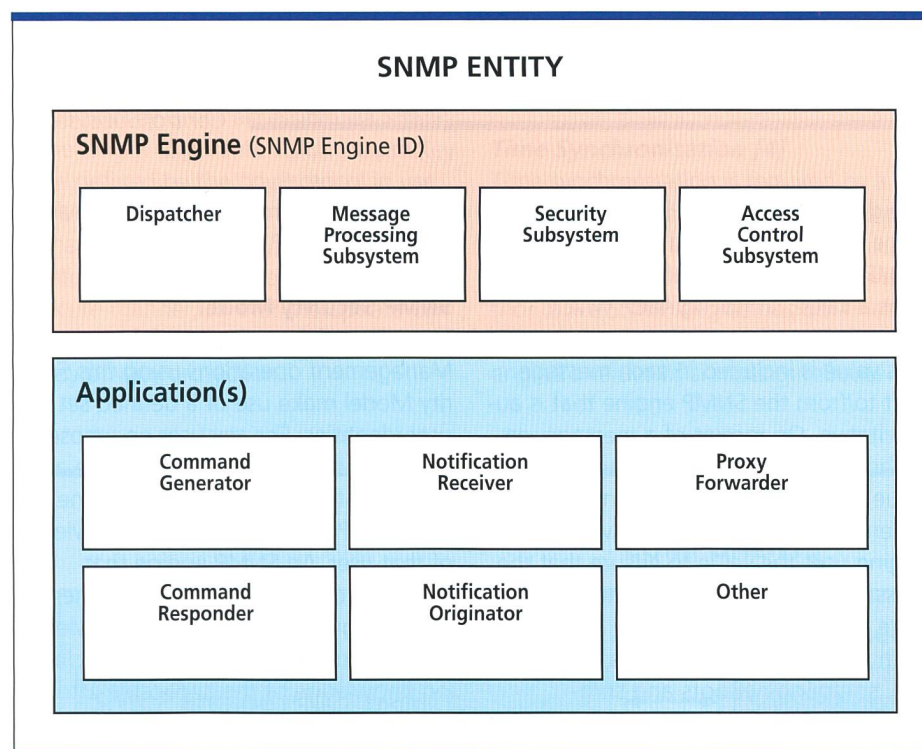 SNMP ENTITY
SNMP Engine (SNMP Engine ID)
Dispatcher
Message
Processing
Subsystem
Security
Subsystem
Access
Control
Subsystem
Application(s)
Command
Generator
Notification
Receiver
Proxy
Forwarder
Command
Responder
Notification
Originator
Other